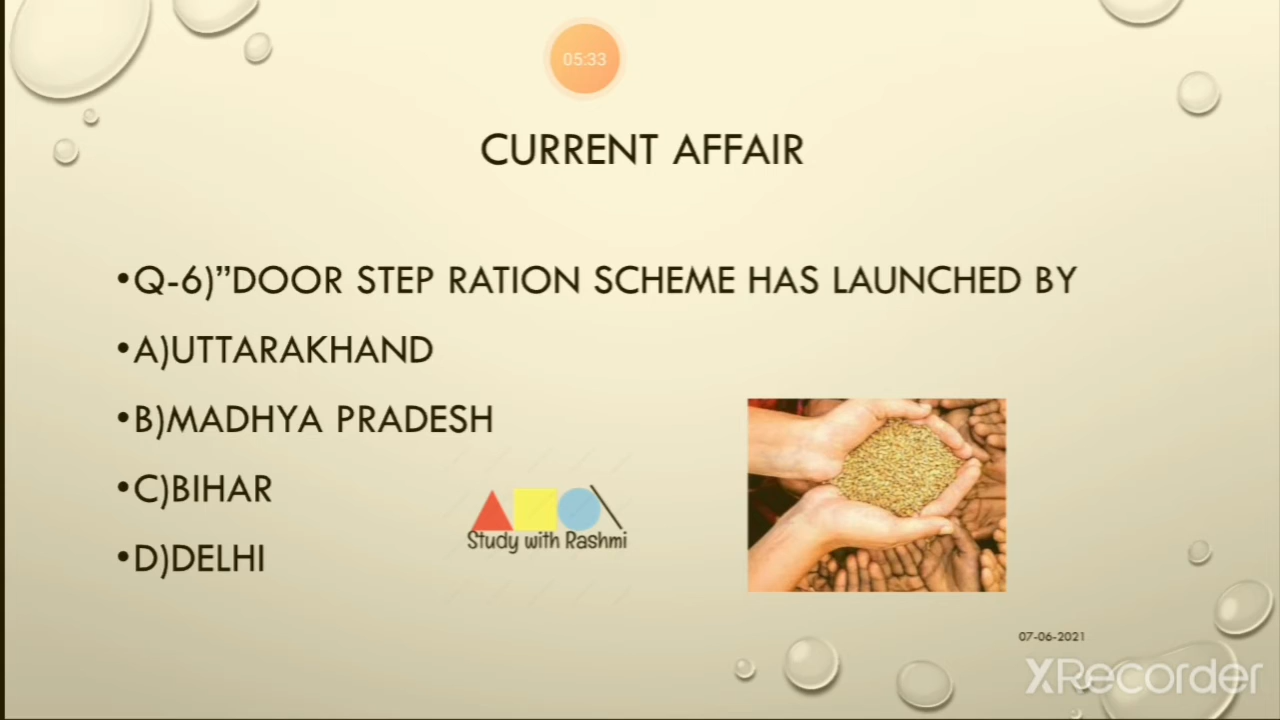 05:33
CURRENT AFFAIR
•Q-6)”DOOR STEP RATION SCHEME HAS LAUNCHED BY
•A)UTTARAKHAND
•B)MADHYA PRADESH
•C)BIHAR
•D)DELHI
Study with Rashmi
07-06-2021
XRecorder